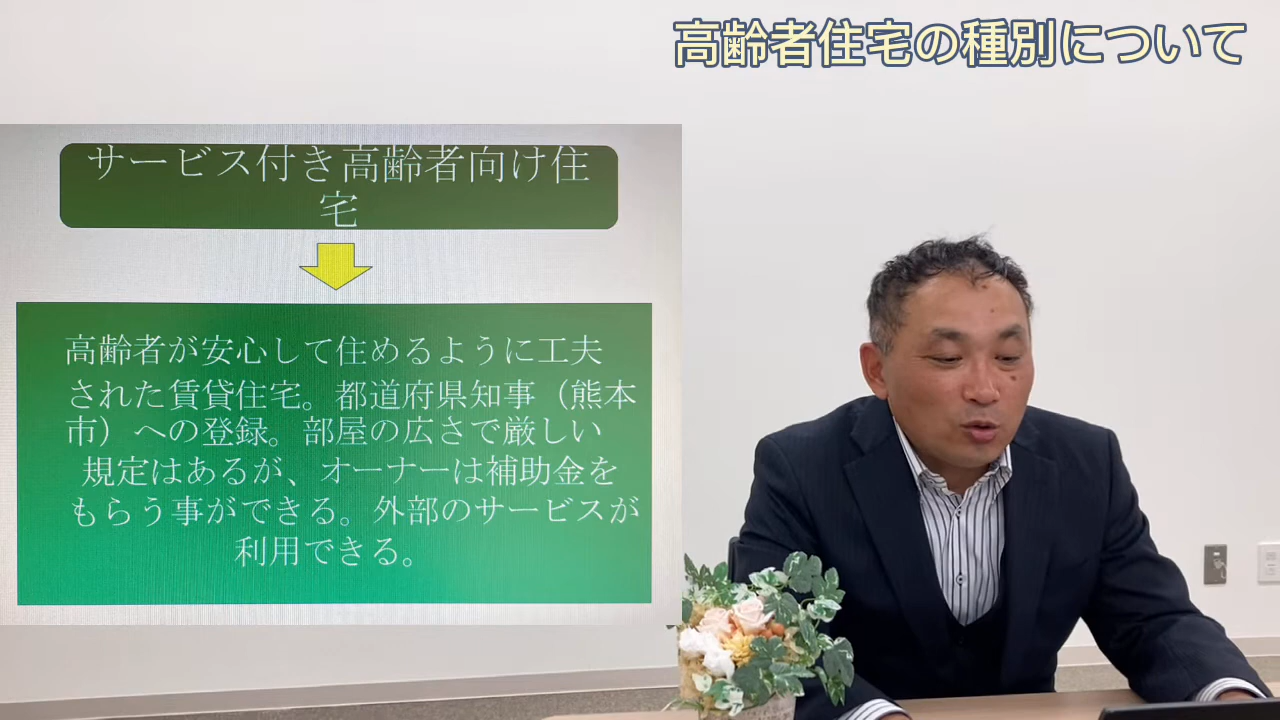 高齢者住宅の種別について
サービス付き高齢者向け住
宅
高齢者が安心して住めるように工夫
された賃貸住宅。都道府県知事（熊本
市）への登録。部屋の広さで厳しい
規定はあるが、オーナーは補助金を
もらう事ができる。外部のサービスが
利用できる。